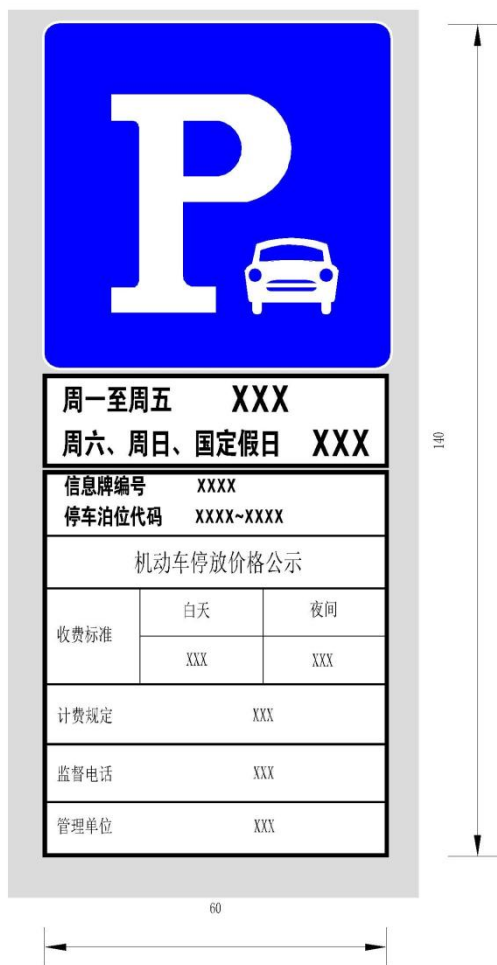 P
周一至周五 XXX
周六、周日、国定假日 XXX
信息牌编号 XXXX
停车泊位代码 XXXX~XXXX
机动车停放价格公示
收费标准 白天 夜间
XXX XXX
计费规定 XXX
监督电话 XXX
管理单位 XXX
140
60